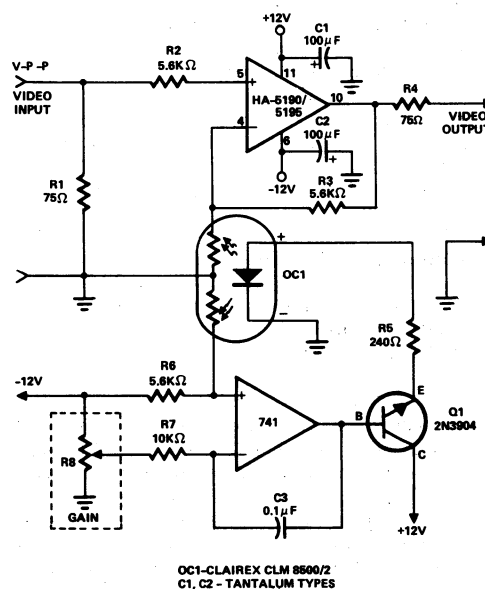 +12V
C1
100μF
+
R2
5.6KΩ
V-P-P
VIDEO
INPUT
5
+
11
HA-5190/
5195
10
R4
75Ω
VIDEO
OUTPUT
4
–
6
C2
100μF
+
-12V
R3
5.6KΩ
R1
75Ω
+
OC1
–
R5
240Ω
-12V
R6
5.6KΩ
+
741
B
E
Q1
2N3904
C
R7
10KΩ
–
R8
GAIN
C3
0.1μF
+12V
OC1-CLAIREX CLM 8500/2
C1, C2 - TANTALUM TYPES